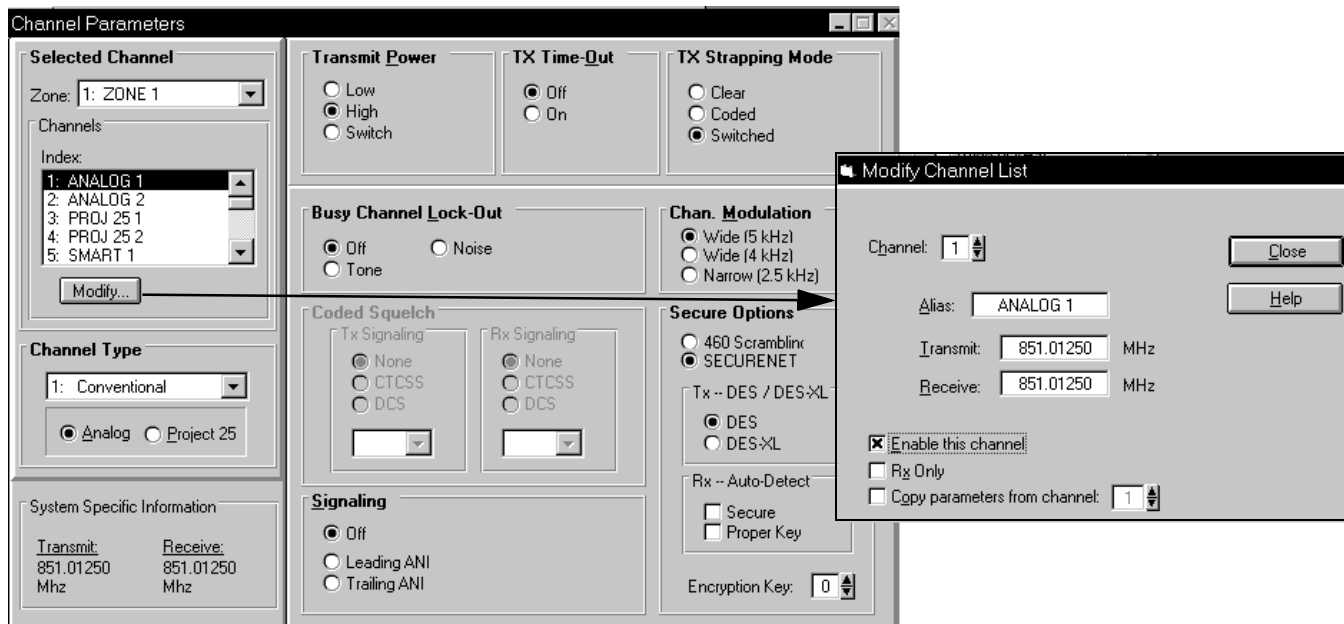 Channel Parameters
Selected Channel
Zone: 1: ZONE 1
Channels
Index:
1: ANALOG 1
2: ANALOG 2
3: PROJ 25 1
4: PROJ 25 2
5: SMART 1
Modify...
Channel Type
1: Conventional
Analog Project 25
System Specific Information
Transmit: Receive:
851.01250 851.01250
Mhz Mhz
Transmit Power
Low
High
Switch
TX Time-Out
Off
On
TX Strapping Mode
Clear
Coded
Switched
Busy Channel Lock-Out
Off Noise
Tone
Chan. Modulation
Wide (5 kHz)
Wide (4 kHz)
Narrow (2.5 kHz)
Coded Squelch
Tx Signaling
None
CTCSS
DCS
Rx Signaling
None
CTCSS
DCS
Secure Options
460 Scrambling
SECURENET
Tx -- DES / DES-XL
DES
DES-XL
Rx -- Auto-Detect
Secure
Proper Key
Encryption Key: 0
Signaling
Off
Leading ANI
Trailing ANI
Modify Channel List
Channel: 1
Close
Alias: ANALOG 1
Help
Transmit: 851.01250 MHz
Receive: 851.01250 MHz
Enable this channel
Rx Only
Copy parameters from channel: 1